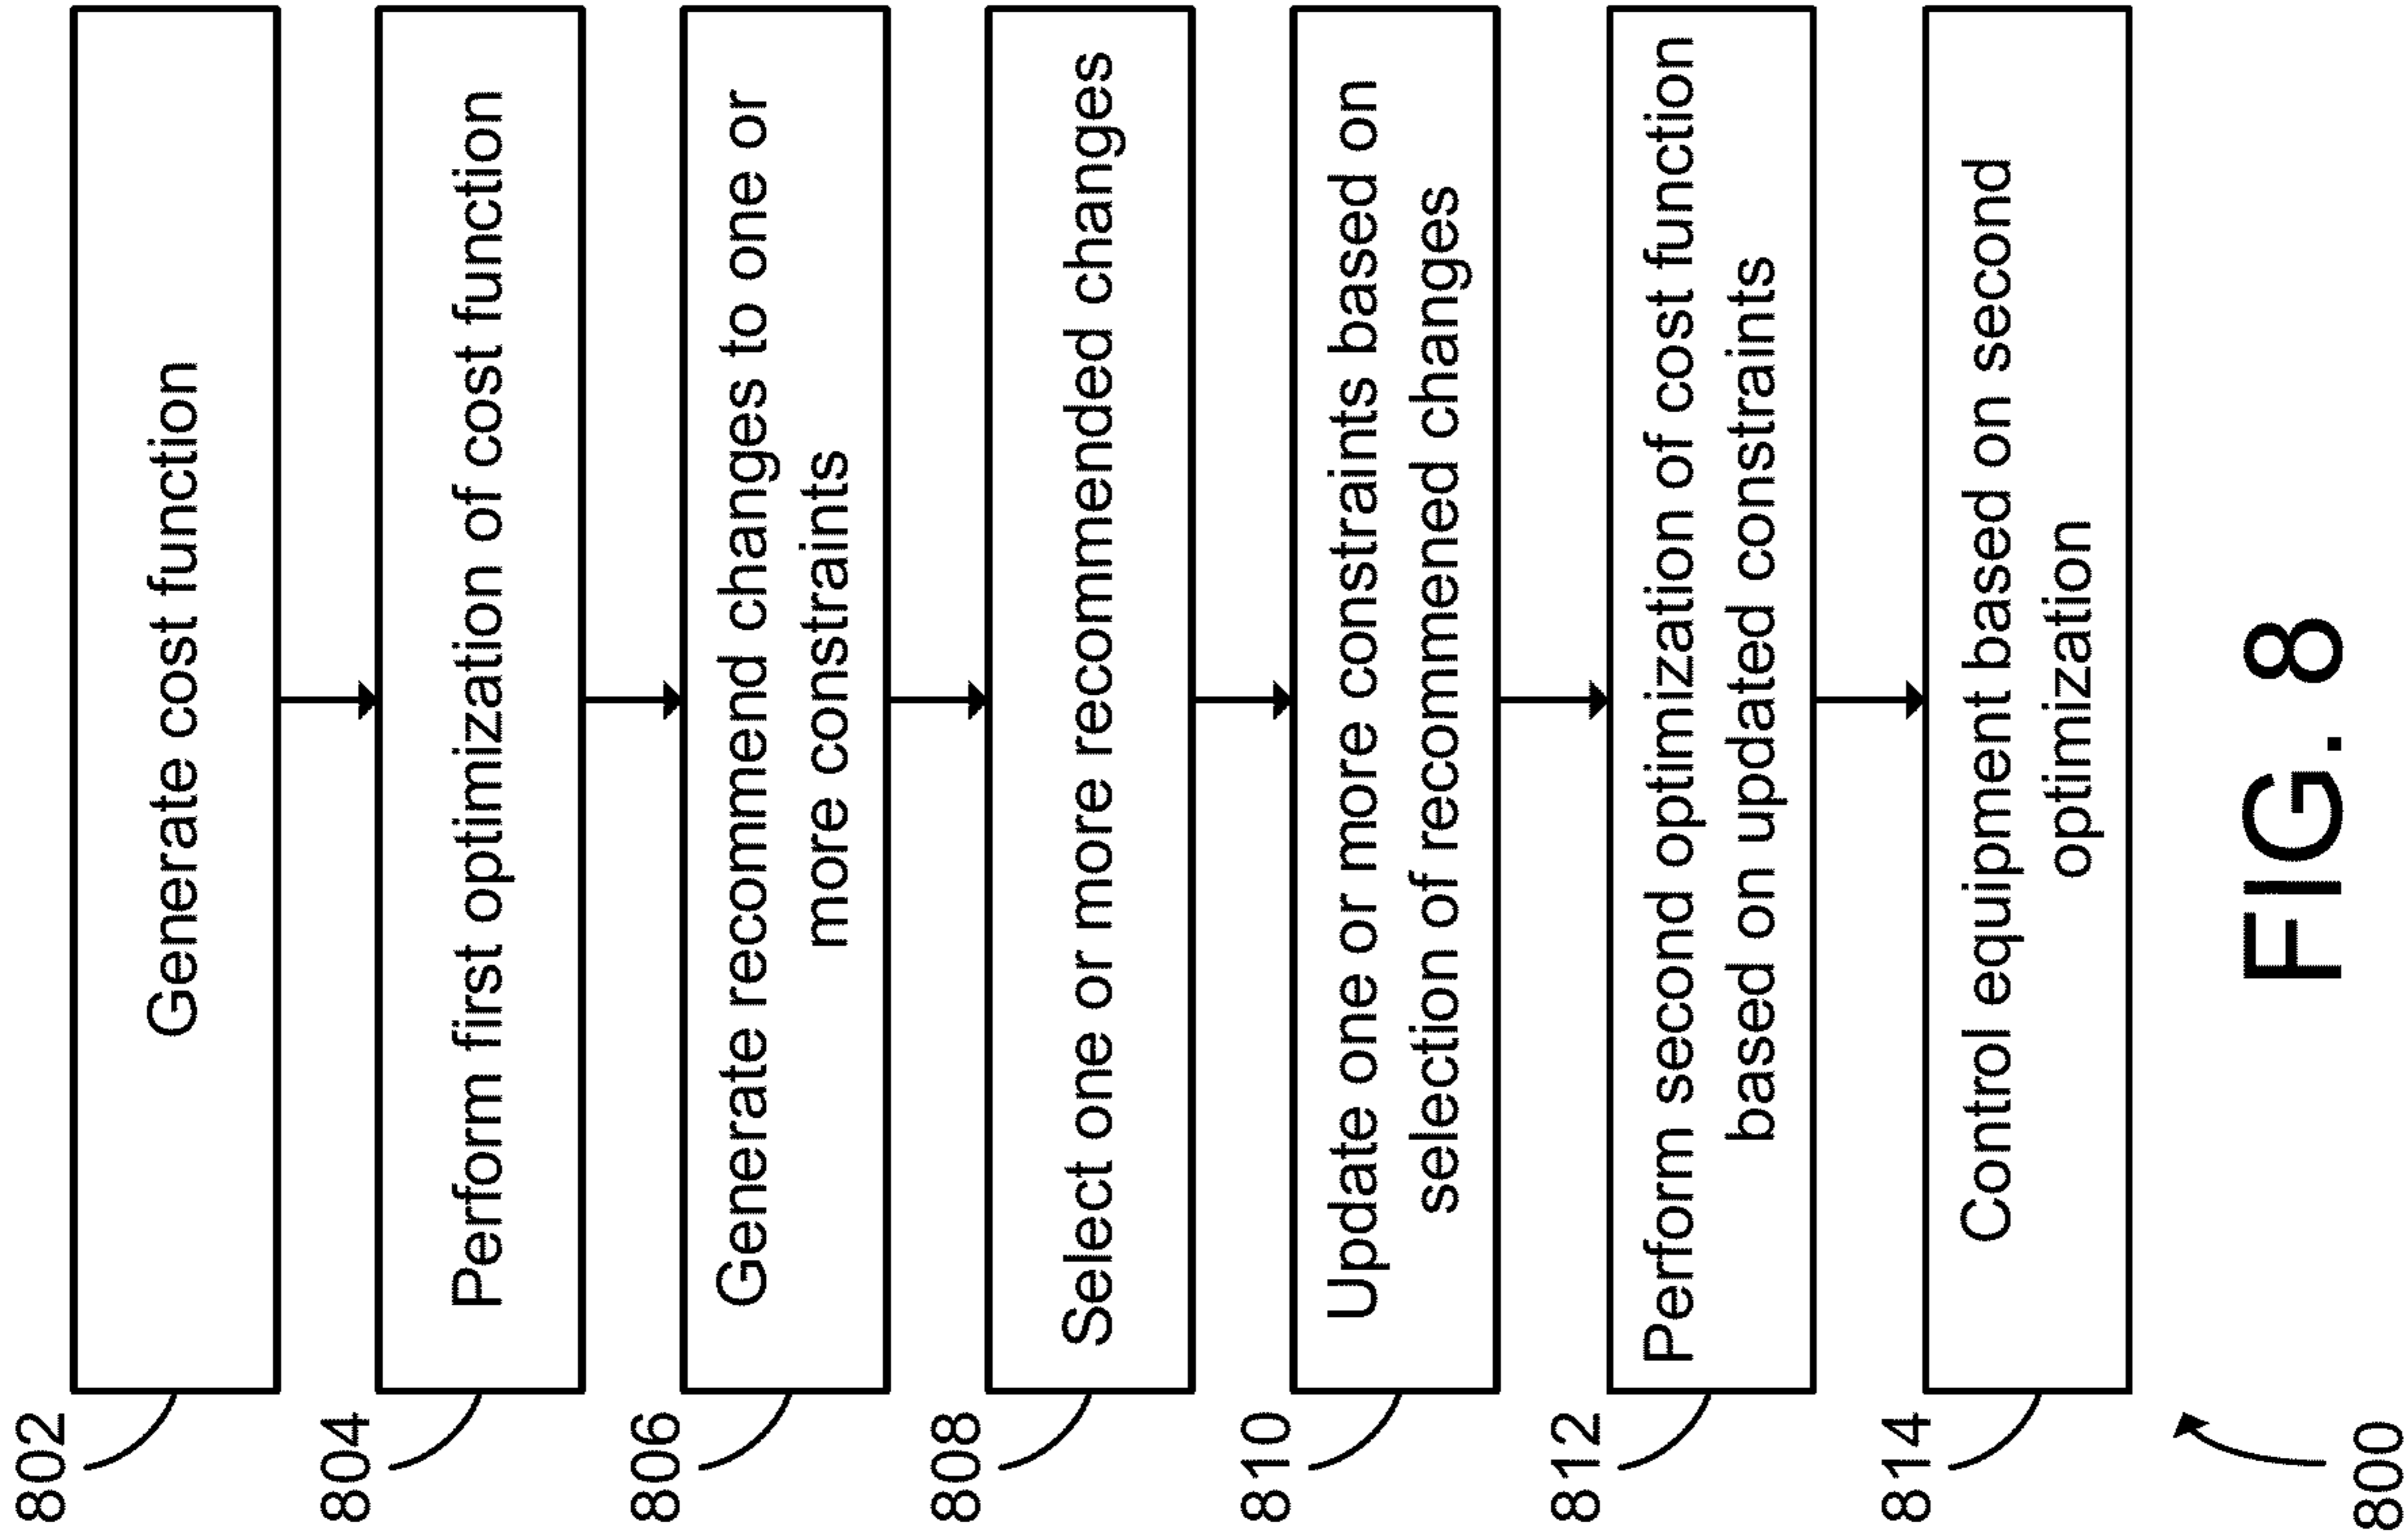 802
Generate cost function
804
Perform first optimization of cost function
806
Generate recommend changes to one or
more constraints
808
Select one or more recommended changes
810
Update one or more constraints based on
selection of recommened changes
812
Perform second optimization of cost function
based on updated constraints
814
Control equipment based on second
optimization
800
FIG. 8